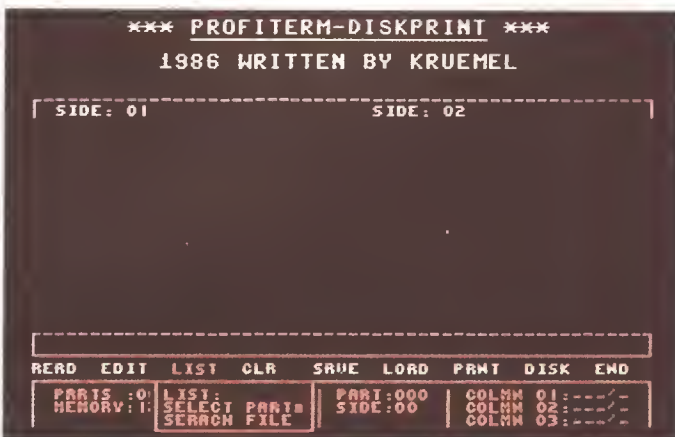 *** PROFITERM-DISKPRINT ***
1986 WRITTEN BY KRUEMEL
SIDE: 01 SIDE: 02
READ EDIT LIST CLR SAVE LOAD PRNT DISK END
PARTS :0 LIST: PART:000 COLMN 01:---/-
MEMORY:1 SELECT PART SIDE:00 COLMN 02:---/-
SERACH FILE COLMN 03:---/-